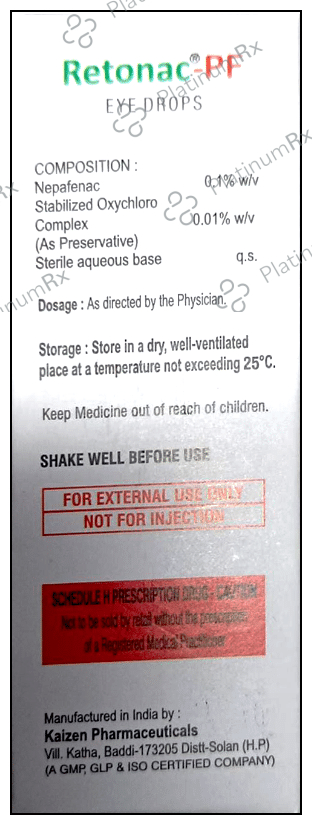 Retonac®-PF
EYE DROPS
COMPOSITION :
Nepafenac 0.1% w/v
Stabilized Oxychloro
Complex 0.01% w/v
(As Preservative)
Sterile aqueous base q.s.
Dosage : As directed by the Physician.
Storage : Store in a dry, well-ventilated
place at a temperature not exceeding 25°C.
Keep Medicine out of reach of children.
SHAKE WELL BEFORE USE
FOR EXTERNAL USE ONLY
NOT FOR INJECTION
SCHEDULE H PRESCRIPTION DRUG - CAUTION
Not to be sold by retail without the prescription
of a Registered Medical Practitioner
Manufactured in India by :
Kaizen Pharmaceuticals
Vill. Katha, Baddi-173205 Distt-Solan (H.P)
(A GMP, GLP & ISO CERTIFIED COMPANY)
PlatinumRx
PlatinumRx
PlatinumRx